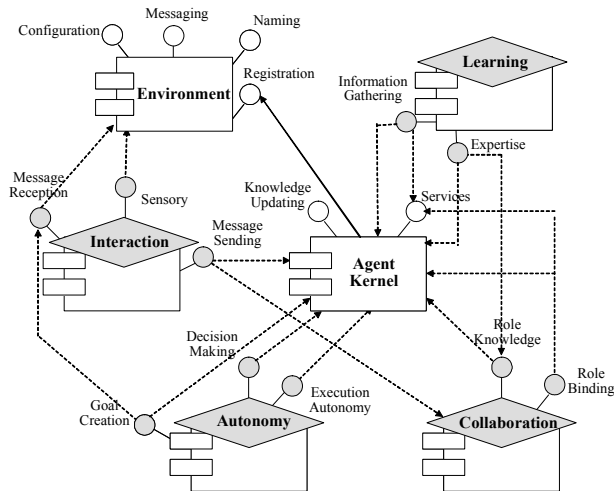 Messaging
Naming
Configuration
Learning
Information
Gathering
Registration
Environment
Expertise
Message
Reception
Sensory
Knowledge
Updating
Services
Message
Sending
Interaction
Agent
Kernel
Decision
Making
Role
Knowledge
Role
Binding
Execution
Autonomy
Goal
Creation
Autonomy
Collaboration